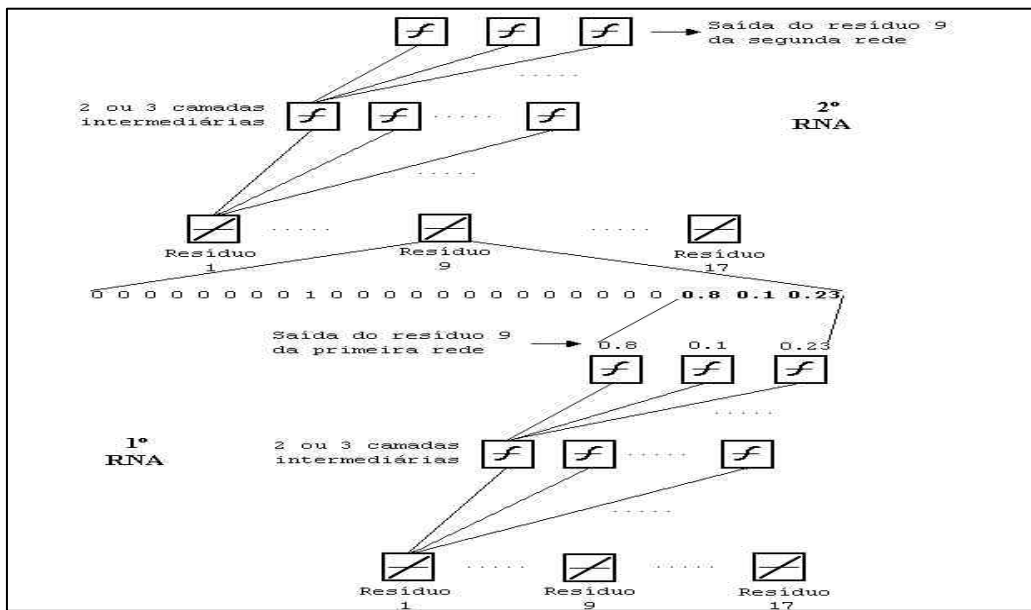 Saída do resíduo 9
da segunda rede
.....
2 ou 3 camadas
intermediárias
.....
2º
RNA
.....
.....
.....
Resíduo
1
Resíduo
9
Resíduo
17
0 0 0 0 0 0 0 0 1 0 0 0 0 0 0 0 0 0 0 0 0 0 0 0 0.8 0.1 0.23
Saída do resíduo 9
da primeira rede
0.8 0.1 0.23
.....
1º
RNA
2 ou 3 camadas
intermediárias
.....
.....
.....
.....
Resíduo
1
Resíduo
9
Resíduo
17